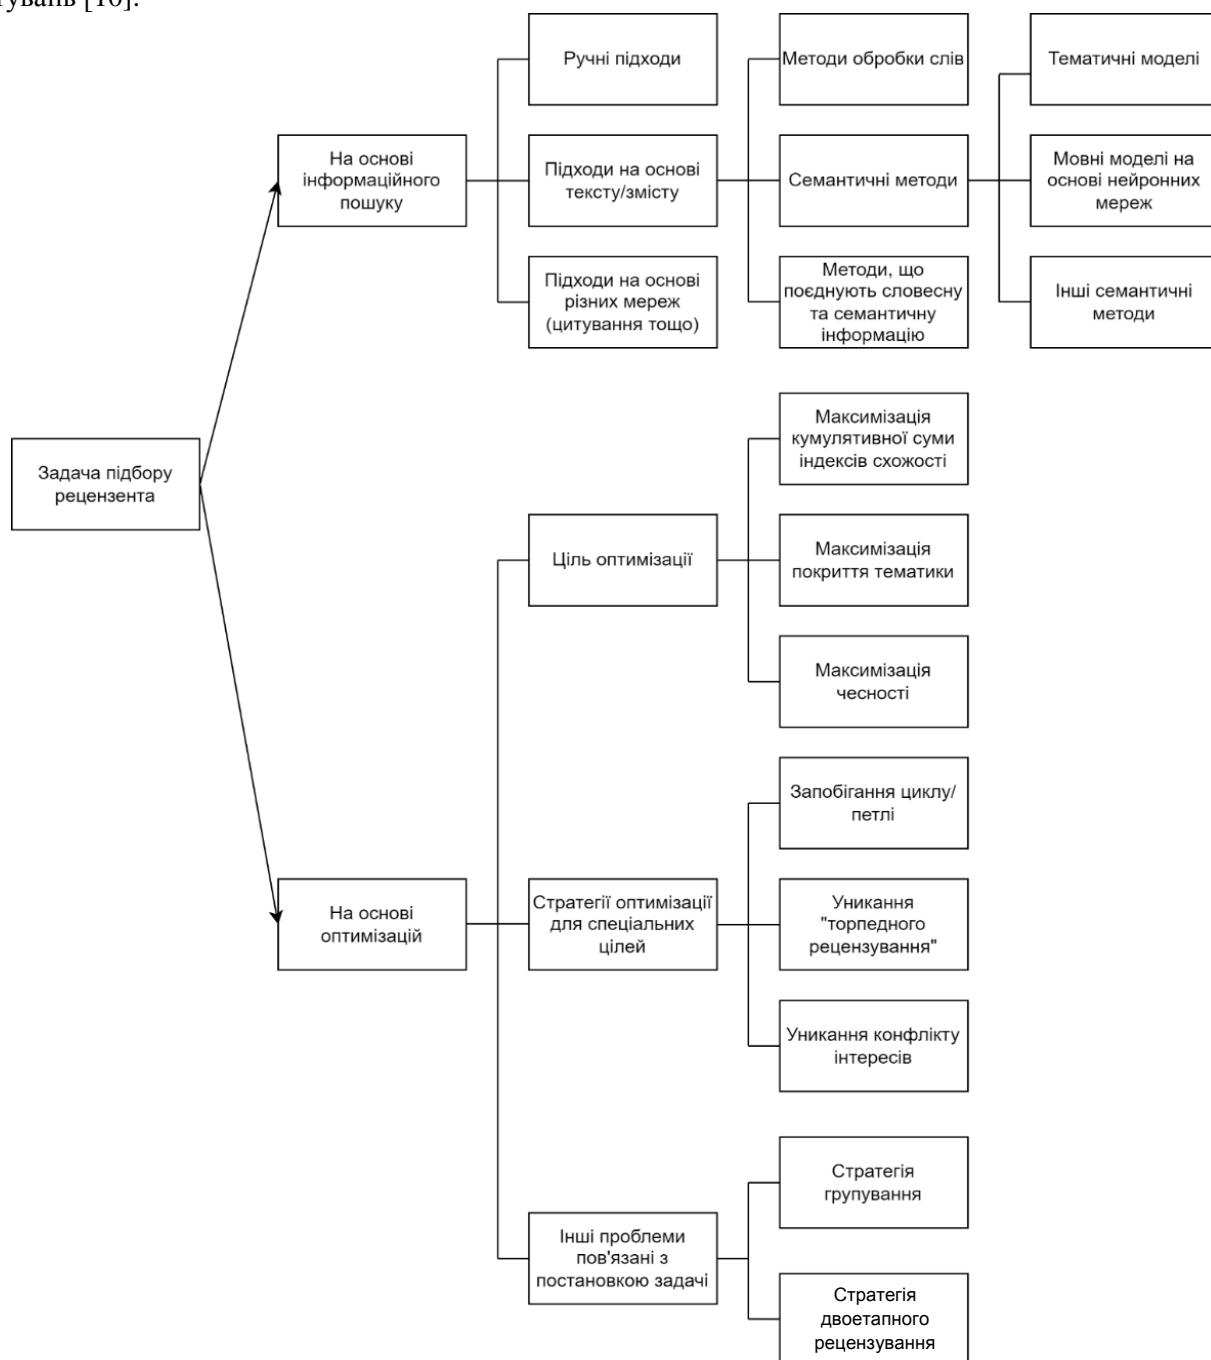 тувань [10].
Ручні підходи
Методи обробки слів
Тематичні моделі
На основі
інформаційного
пошуку
Підходи на основі
тексту/змісту
Семантичні методи
Мовні моделі на
основі нейронних
мереж
Підходи на основі
різних мереж
(цитування тощо)
Методи, що
поєднують словесну
та семантичну
інформацію
Інші семантичні
методи
Задача підбору
рецензента
Максимізація
кумулятивної суми
індексів схожості
Ціль оптимізації
Максимізація
покриття тематики
Максимізація
чесності
На основі
оптимізацій
Стратегії оптимізації
для спеціальних
цілей
Запобігання циклу/
петлі
Уникання
"торпедного
рецензування"
Уникання конфлікту
інтересів
Інші проблеми
пов'язані з
постановкою задачі
Стратегія
групування
Стратегія
двоетапного
рецензування